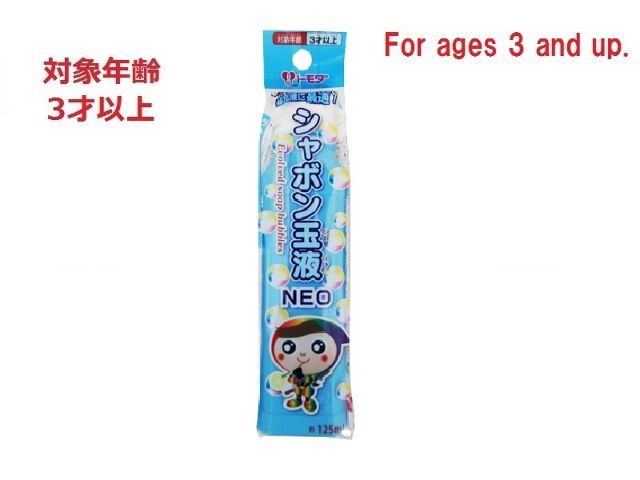 対象年齢
3才以上
For ages 3 and up.
対象年齢 3才以上
トモダ
シャボン玉液
Evolved soap bubbles
NEO
約125ml